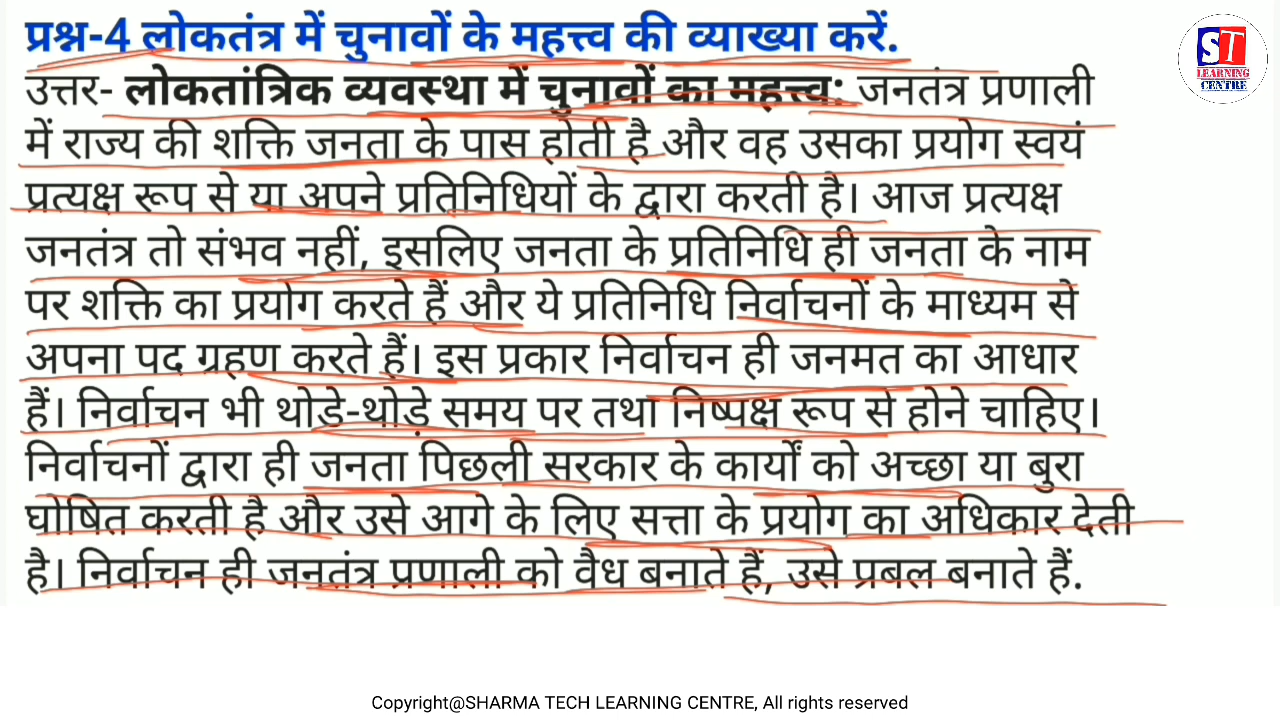 प्रश्न-4 लोकतंत्र में चुनावों के महत्त्व की व्याख्या करें.
उत्तर- लोकतांत्रिक व्यवस्था में चुनावों का महत्त्व: जनतंत्र प्रणाली
में राज्य की शक्ति जनता के पास होती है और वह उसका प्रयोग स्वयं
प्रत्यक्ष रूप से या अपने प्रतिनिधियों के द्वारा करती है। आज प्रत्यक्ष
जनतंत्र तो संभव नहीं, इसलिए जनता के प्रतिनिधि ही जनता के नाम
पर शक्ति का प्रयोग करते हैं और ये प्रतिनिधि निर्वाचनों के माध्यम से
अपना पद ग्रहण करते हैं। इस प्रकार निर्वाचन ही जनमत का आधार
हैं। निर्वाचन भी थोडे-थोडे़ समय पर तथा निष्पक्ष रूप से होने चाहिए।
निर्वाचनों द्वारा ही जनता पिछली सरकार के कार्यों को अच्छा या बुरा
घोषित करती है और उसे आगे के लिए सत्ता के प्रयोग का अधिकार देती
है। निर्वाचन ही जनतंत्र प्रणाली को वैध बनाते हैं, उसे प्रबल बनाते हैं.
ST
LEARNING
CENTRE
Copyright@SHARMA TECH LEARNING CENTRE, All rights reserved